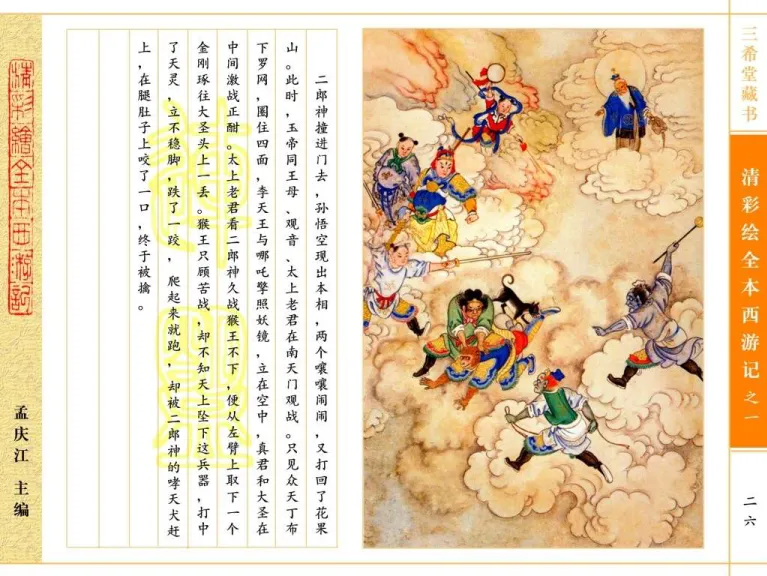 三希堂藏书
清彩绘全本西游记之一
二六
二郎神撞进门去，孙悟空现出本相，两个嚷嚷闹闹，又打回了花果
山。此时，玉帝同王母、观音、太上老君在南天门观战。只见众天丁布
下罗网，圈住四面，李天王与哪吒擎照妖镜，立在空中，真君和大圣在
中间激战正酣。太上老君看二郎神久战猴王不下，便从左臂上取下一个
金刚琢往大圣头上一丢。猴王只顾苦战，却不知天上坠下这兵器，打中
了天灵，立不稳脚，跌了一跤，爬起来就跑，却被二郎神的哮天犬赶
上，在腿肚子上咬了一口，终于被擒。
清彩绘全本西游记
孟庆江 主编